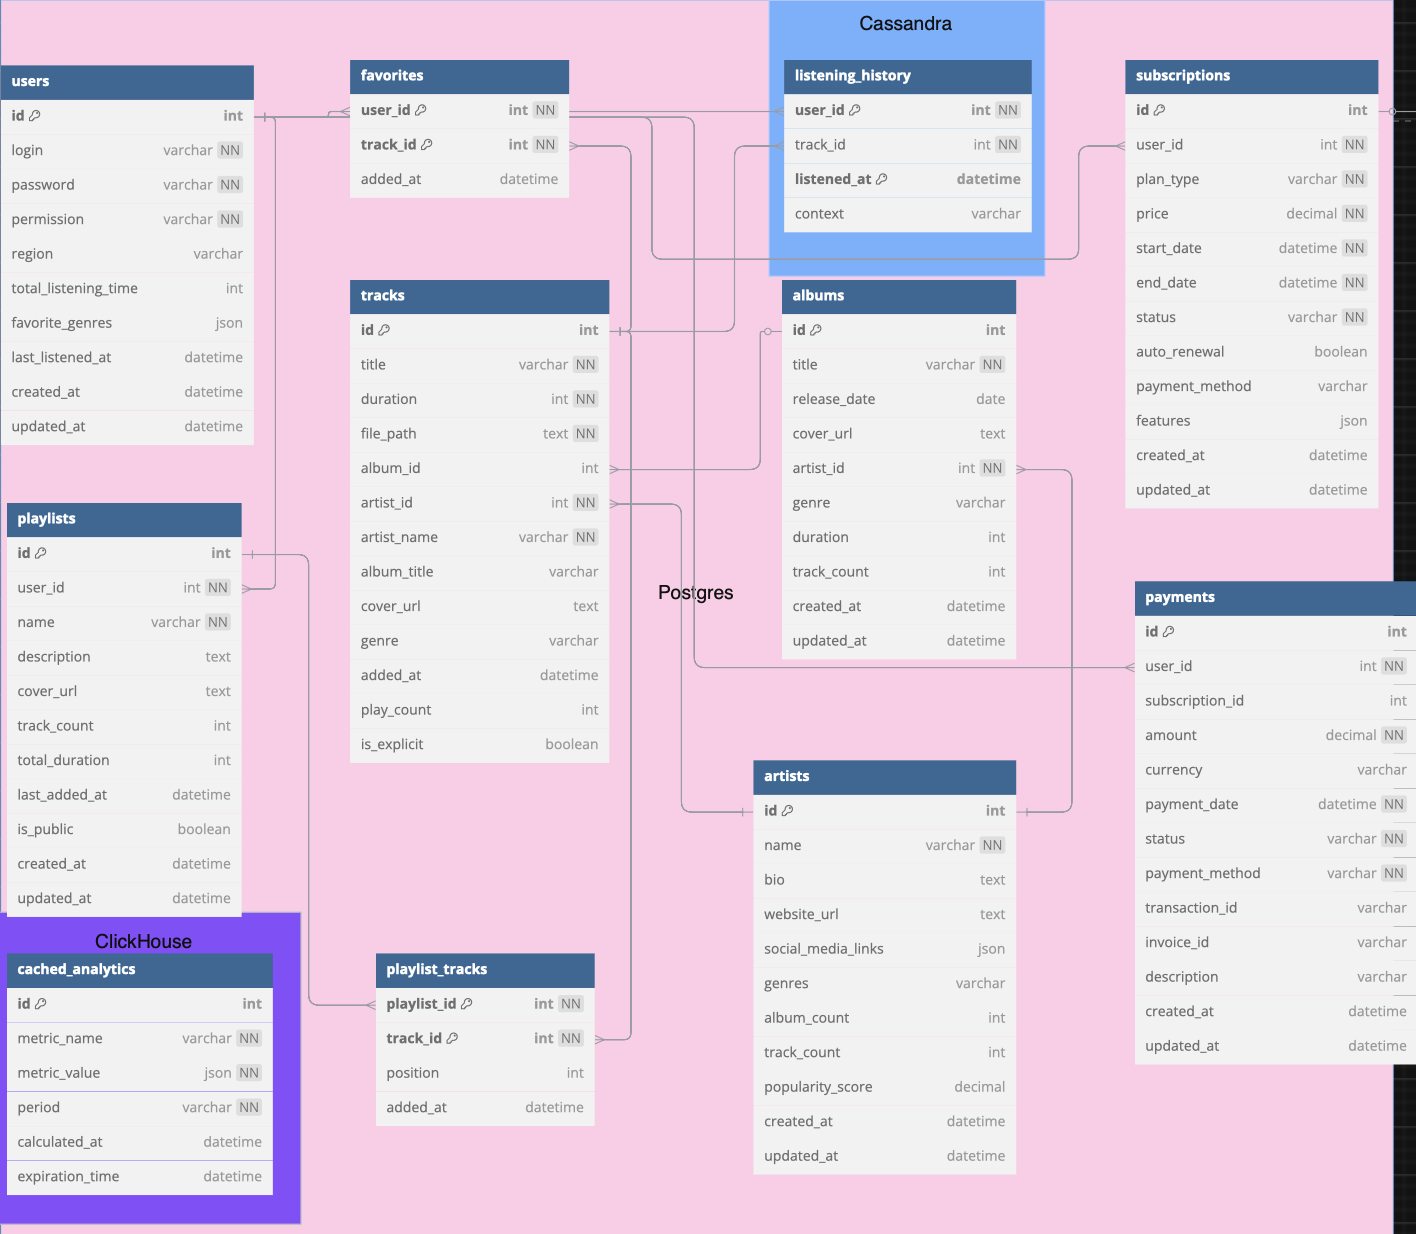 Cassandra
users
id int
login varchar NN
password varchar NN
permission varchar NN
region varchar
total_listening_time int
favorite_genres json
last_listened_at datetime
created_at datetime
updated_at datetime
favorites
user_id int NN
track_id int NN
added_at datetime
listening_history
user_id int NN
track_id int NN
listened_at datetime
context varchar
subscriptions
id int
user_id int NN
plan_type varchar NN
price decimal NN
start_date datetime NN
end_date datetime NN
status varchar NN
auto_renewal boolean
payment_method varchar
features json
created_at datetime
updated_at datetime
tracks
id int
title varchar NN
duration int NN
file_path text NN
album_id int
artist_id int NN
artist_name varchar NN
album_title varchar
cover_url text
genre varchar
added_at datetime
play_count int
is_explicit boolean
albums
id int
title varchar NN
release_date date
cover_url text
artist_id int NN
genre varchar
duration int
track_count int
created_at datetime
updated_at datetime
playlists
id int
user_id int NN
name varchar NN
description text
cover_url text
track_count int
total_duration int
last_added_at datetime
is_public boolean
created_at datetime
updated_at datetime
Postgres
payments
id int
user_id int NN
subscription_id int
amount decimal NN
currency varchar
payment_date datetime NN
status varchar NN
payment_method varchar NN
transaction_id varchar
invoice_id varchar
description varchar
created_at datetime
updated_at datetime
artists
id int
name varchar NN
bio text
website_url text
social_media_links json
genres varchar
album_count int
track_count int
popularity_score decimal
created_at datetime
updated_at datetime
ClickHouse
cached_analytics
id int
metric_name varchar NN
metric_value json NN
period varchar NN
calculated_at datetime
expiration_time datetime
playlist_tracks
playlist_id int NN
track_id int NN
position int
added_at datetime